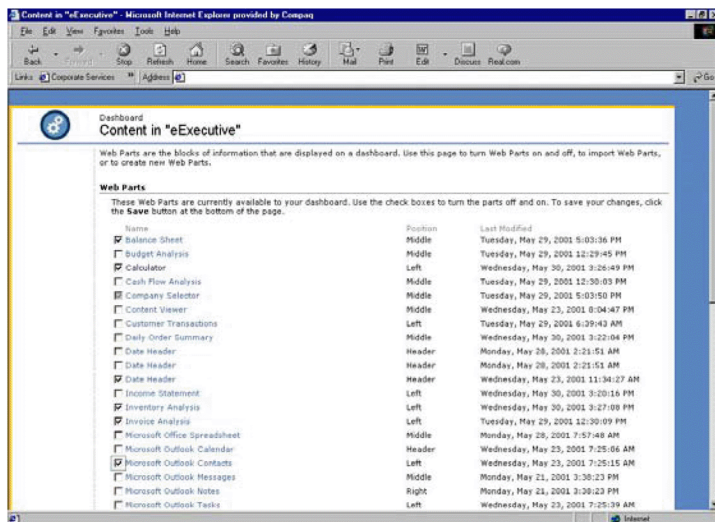 Content in "eExecutive" - Microsoft Internet Explorer provided by Compaq
File Edit View Favorites Tools Help
Back Forward Stop Refresh Home Search Favorites History Mail Print Edit Discuss Real.com
Links Corporate Services » Address Go
Dashboard
Content in "eExecutive"
Web Parts are the blocks of information that are displayed on a dashboard. Use this page to turn Web Parts on and off, to import Web Parts,
or to create new Web Parts.
Web Parts
These Web Parts are currently available to your dashboard. Use the check boxes to turn the parts off and on. To save your changes, click
the Save button at the bottom of the page.
Name Position Last Modified
Balance Sheet Middle Tuesday, May 29, 2001 5:03:36 PM
Budget Analysis Middle Tuesday, May 29, 2001 12:29:45 PM
Calculator Left Wednesday, May 30, 2001 3:26:49 PM
Cash Flow Analysis Middle Tuesday, May 29, 2001 12:30:03 PM
Company Selector Middle Tuesday, May 29, 2001 5:03:50 PM
Content Viewer Middle Wednesday, May 23, 2001 8:04:47 PM
Customer Transactions Left Tuesday, May 29, 2001 6:39:43 AM
Daily Order Summary Middle Wednesday, May 30, 2001 3:22:04 PM
Date Header Header Monday, May 28, 2001 2:21:51 AM
Date Header Header Monday, May 28, 2001 2:21:51 AM
Date Header Header Wednesday, May 23, 2001 11:34:27 AM
Income Statement Left Wednesday, May 30, 2001 3:20:16 PM
Inventory Analysis Left Wednesday, May 30, 2001 3:27:08 PM
Invoice Analysis Left Tuesday, May 29, 2001 12:30:09 PM
Microsoft Office Spreadsheet Middle Monday, May 28, 2001 7:57:48 AM
Microsoft Outlook Calendar Header Wednesday, May 23, 2001 7:25:06 AM
Microsoft Outlook Contacts Left Wednesday, May 23, 2001 7:25:15 AM
Microsoft Outlook Messages Middle Monday, May 21, 2001 3:38:23 PM
Microsoft Outlook Notes Right Monday, May 21, 2001 3:38:23 PM
Microsoft Outlook Tasks Left Wednesday, May 23, 2001 7:25:39 AM
Internet